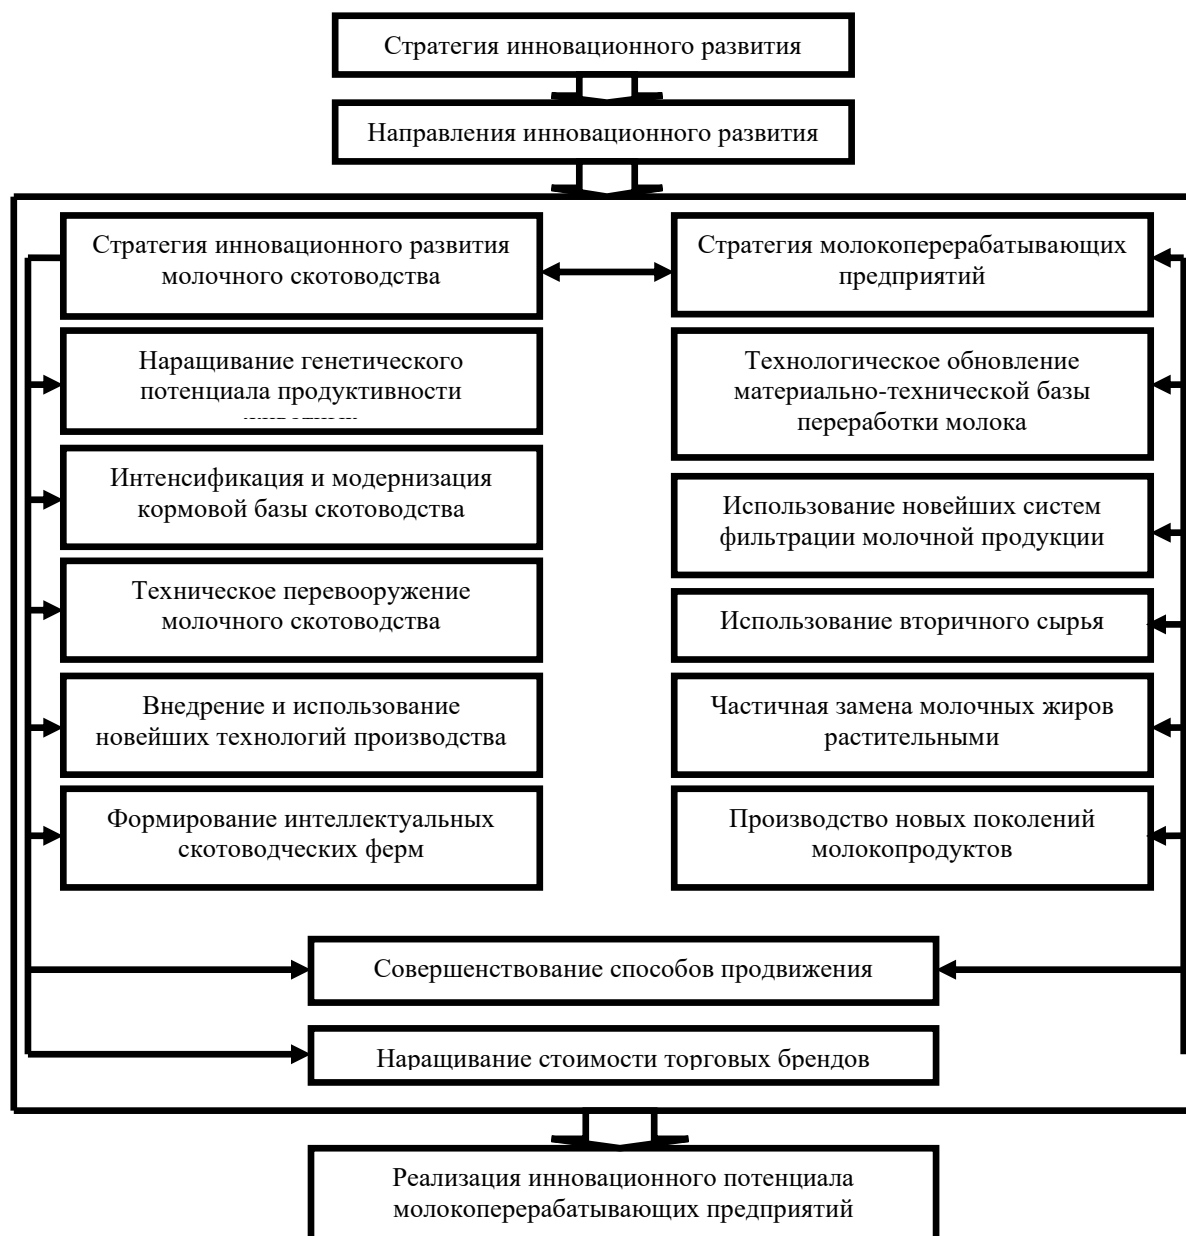 Стратегия инновационного развития
Направления инновационного развития
Стратегия инновационного развития
молочного скотоводства
Наращивание генетического
потенциала продуктивности
Интенсификация и модернизация
кормовой базы скотоводства
Техническое перевооружение
молочного скотоводства
Внедрение и использование
новейших технологий производства
Формирование интеллектуальных
скотоводческих ферм
Стратегия молокоперерабатывающих
предприятий
Технологическое обновление
материально-технической базы
переработки молока
Использование новейших систем
фильтрации молочной продукции
Использование вторичного сырья
Частичная замена молочных жиров
растительными
Производство новых поколений
молокопродуктов
Совершенствование способов продвижения
Наращивание стоимости торговых брендов
Реализация инновационного потенциала
молокоперерабатывающих предприятий